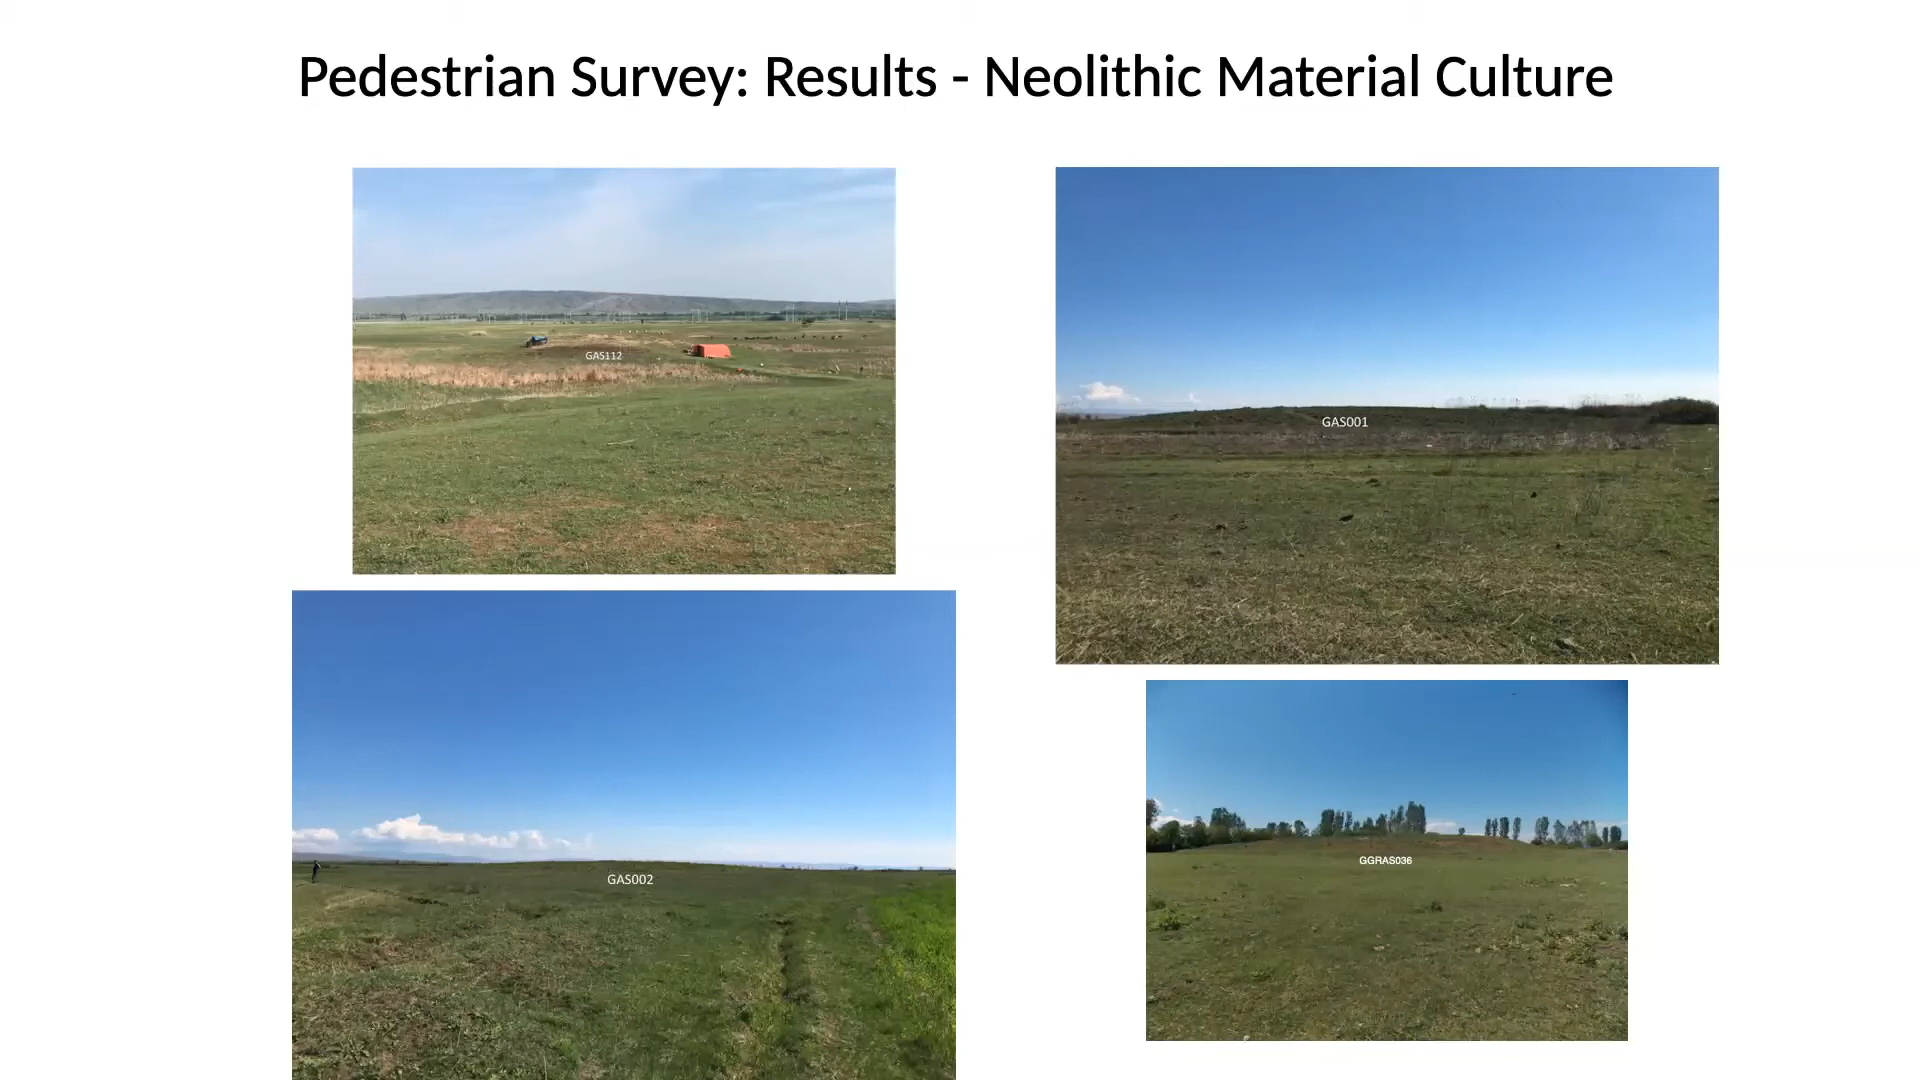 Pedestrian Survey: Results - Neolithic Material Culture
GAS112
GAS001
GAS002
GGRAS036